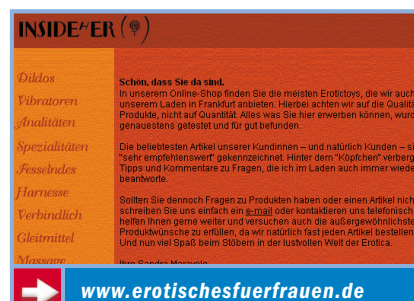 INSIDEHER
Dildos
Vibratoren
Analitäten
Spezialitäten
Fesselndes
Harnesse
Verbindlich
Gleitmittel
Massage
Schön, dass Sie da sind.
In unserem Online-Shop finden Sie die meisten Erotictoys, die wir auch
unserem Laden in Frankfurt anbieten. Hierbei achten wir auf die Qualitä
Produkte, nicht auf Quantität. Alles was Sie hier erwerben können, wurd
genauestens getestet und für gut befunden.
Die beliebtesten Artikel unserer Kundinnen – und natürlich Kunden – si
"sehr empfehlenswert" gekennzeichnet. Hinter dem "Köpfchen" verberg
Tipps und Kommentare zu Fragen, die ich im Laden auch immer wiede
beantworte.
Sollten Sie dennoch Fragen zu Produkten haben oder einen Artikel nich
schreiben Sie uns einfach ein e-mail oder kontaktieren uns telefonisch
helfen Ihnen gerne weiter und versuchen auch die außergewöhnlichste
Produktwünsche zu erfüllen, da wir natürlich fast jeden Artikel bestellen
Und nun viel Spaß beim Stöbern in der lustvollen Welt der Erotica.
Ihre Sandra Maravolo
www.erotischesfuerfrauen.de